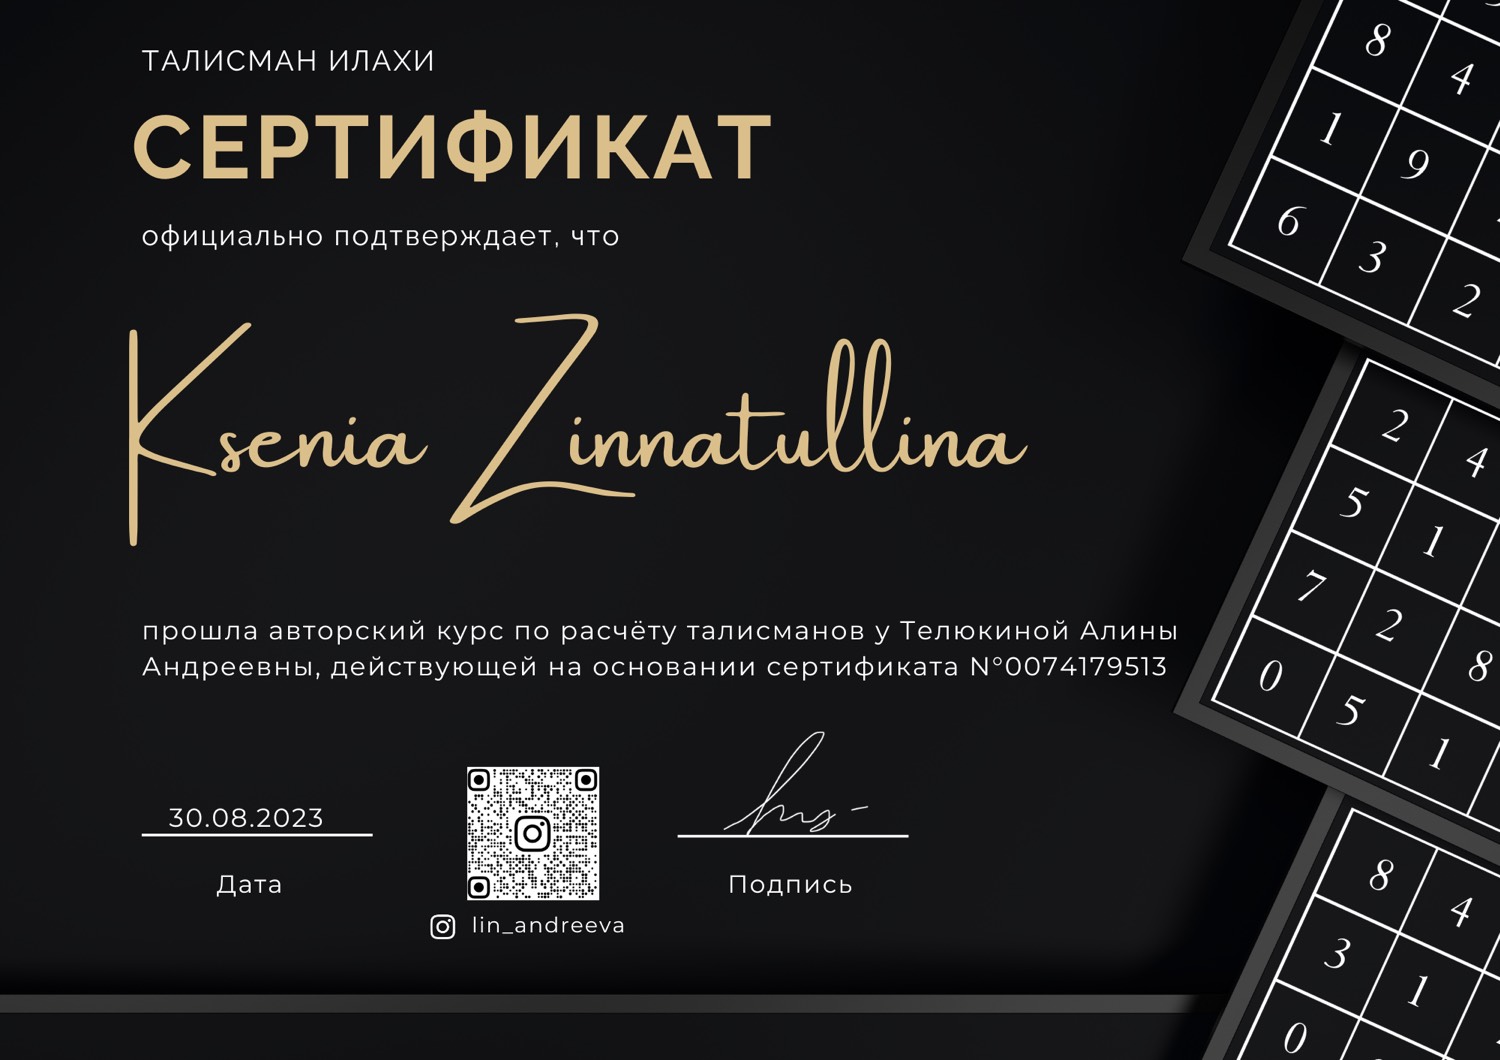 ТАЛИСМАН ИЛАХИ
СЕРТИФИКАТ
официально подтверждает, что
Ksenia Zinnatullina
прошла авторский курс по расчёту талисманов у Телюкиной Алины
Андреевны, действующей на основании сертификата N°0074179513
30.08.2023
Дата
Подпись
lin_andreeva
8 4
1 9
6 3 2
2 4
5 1
7 2 8
0 5 1
8 4
3 1
0